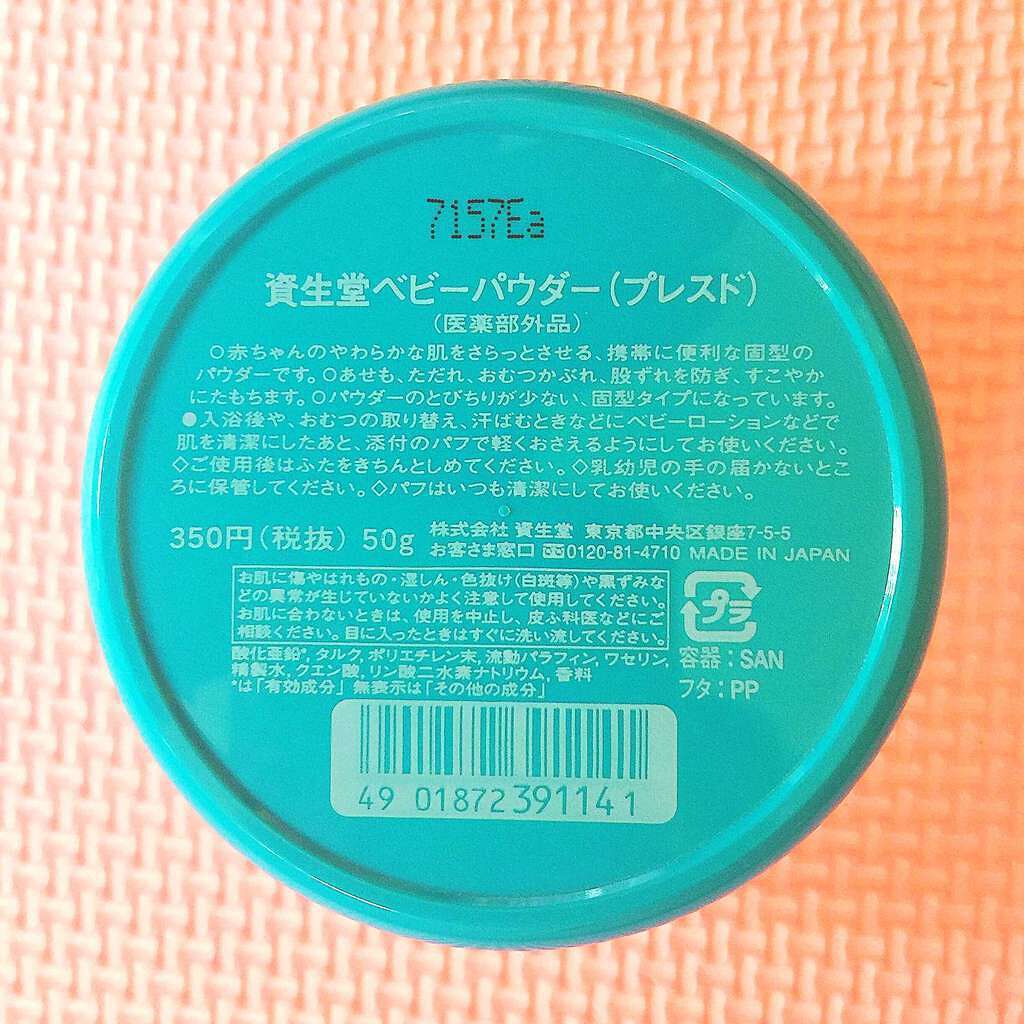 7157Ea
資生堂ベビーパウダー(プレスド)
(医薬部外品)
○赤ちゃんのやわらかな肌をさらっとさせる、携帯に便利な固型の
パウダーです。○あせも、ただれ、おむつかぶれ、股ずれを防ぎ、すこやか
にたもちます。○パウダーのとびちりが少ない、固型タイプになっています。
●入浴後や、おむつの取り替え、汗ばむときなどにベビーローションなどで
肌を清潔にしたあと、添付のパフで軽くおさえるようにしてお使いください。
◇ご使用後はふたをきちんとしめてください。◇乳幼児の手の届かないとこ
ろに保管してください。◇パフはいつも清潔にしてお使いください。
350円(税抜) 50g
株式会社 資生堂 東京都中央区銀座7-5-5
お客さま窓口 0120-81-4710 MADE IN JAPAN
お肌に傷やはれもの・湿しん・色抜け(白斑等)や黒ずみな
どの異常が生じていないかよく注意して使用してください。
お肌に合わないときは、使用を中止し、皮ふ科医などにご
相談ください。目に入ったときはすぐに洗い流してください。
酸化亜鉛*, タルク, ポリエチレン末, 流動パラフィン, ワセリン,
精製水, クエン酸, リン酸二水素ナトリウム, 香料
*は「有効成分」 無表示は「その他の成分」
プラ
容器:SAN
フタ:PP
49 01872 39114 1